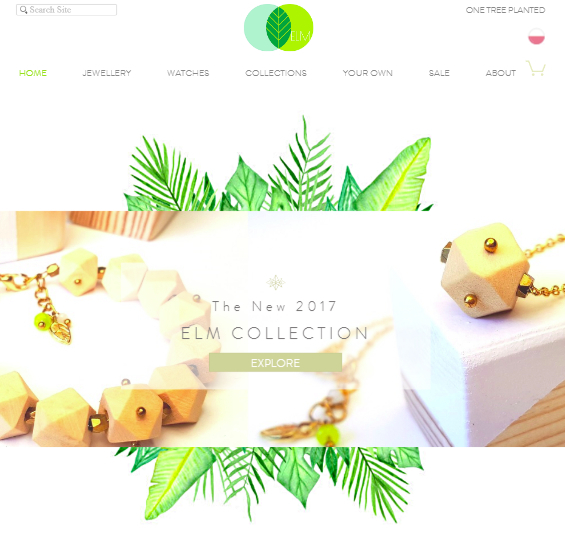 Search Site
ELM
ONE TREE PLANTED
HOME JEWELLERY WATCHES COLLECTIONS YOUR OWN SALE ABOUT
The New 2017
ELM COLLECTION
EXPLORE